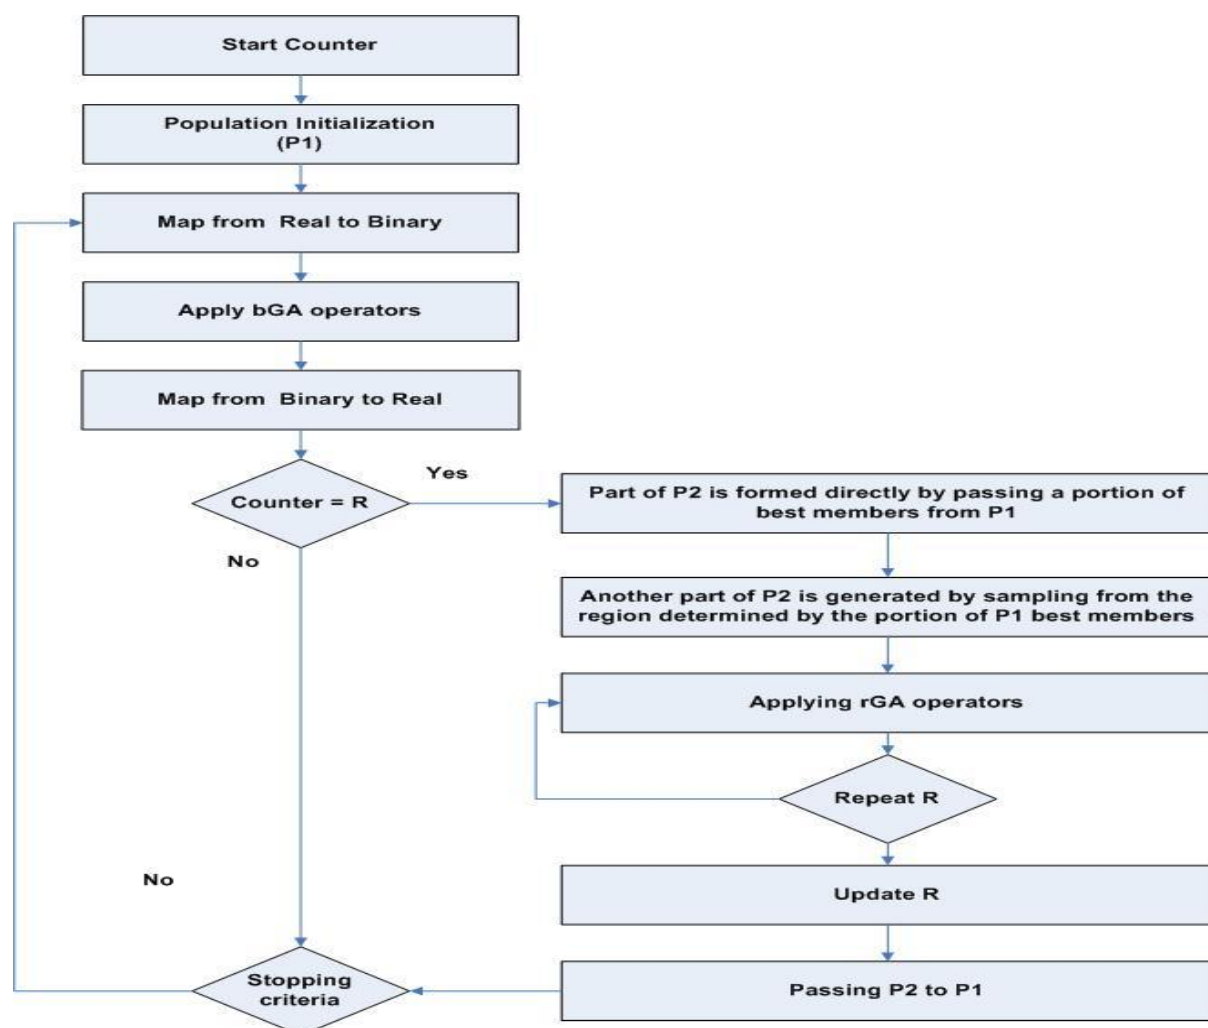 Start Counter
Population Initialization
(P1)
Map from Real to Binary
Apply bGA operators
Map from Binary to Real
Counter = R
Yes
No
Part of P2 is formed directly by passing a portion of
best members from P1
Another part of P2 is generated by sampling from the
region determined by the portion of P1 best members
Applying rGA operators
Repeat R
Update R
Passing P2 to P1
No
Stopping
criteria